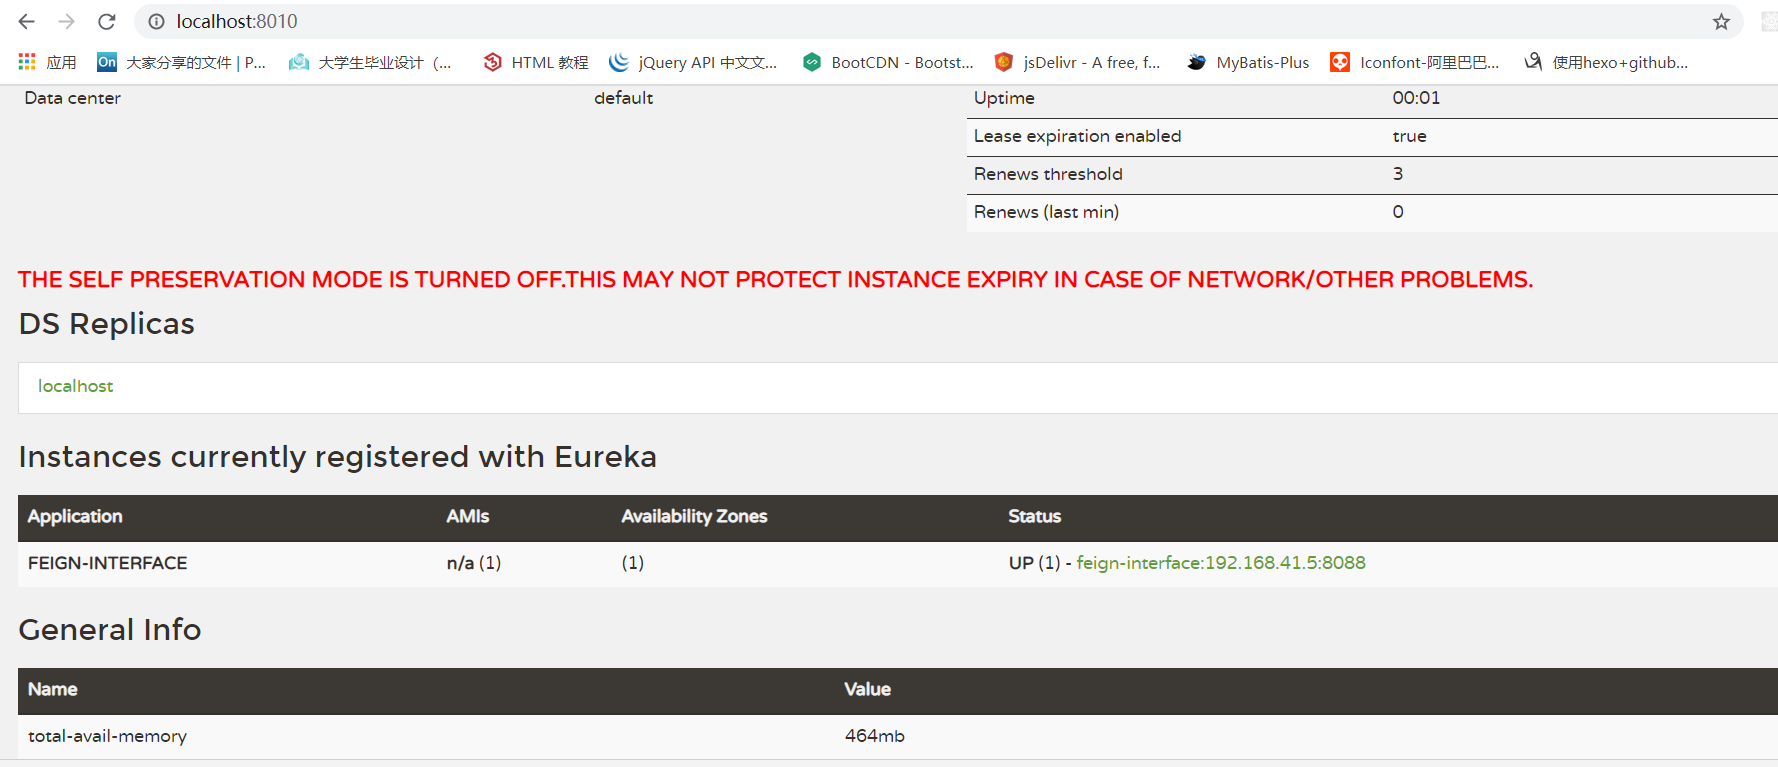 localhost:8010
应用 大家分享的文件 | P... 大学生毕业设计（... HTML 教程 jQuery API 中文文... BootCDN - Bootst... jsDelivr - A free, f... MyBatis-Plus Iconfont-阿里巴巴... 使用hexo+github...
Data center default Uptime 00:01
Lease expiration enabled true
Renews threshold 3
Renews (last min) 0
THE SELF PRESERVATION MODE IS TURNED OFF.THIS MAY NOT PROTECT INSTANCE EXPIRY IN CASE OF NETWORK/OTHER PROBLEMS.
DS Replicas
localhost
Instances currently registered with Eureka
Application AMIs Availability Zones Status
FEIGN-INTERFACE n/a (1) (1) UP (1) - feign-interface:192.168.41.5:8088
General Info
Name Value
total-avail-memory 464mb